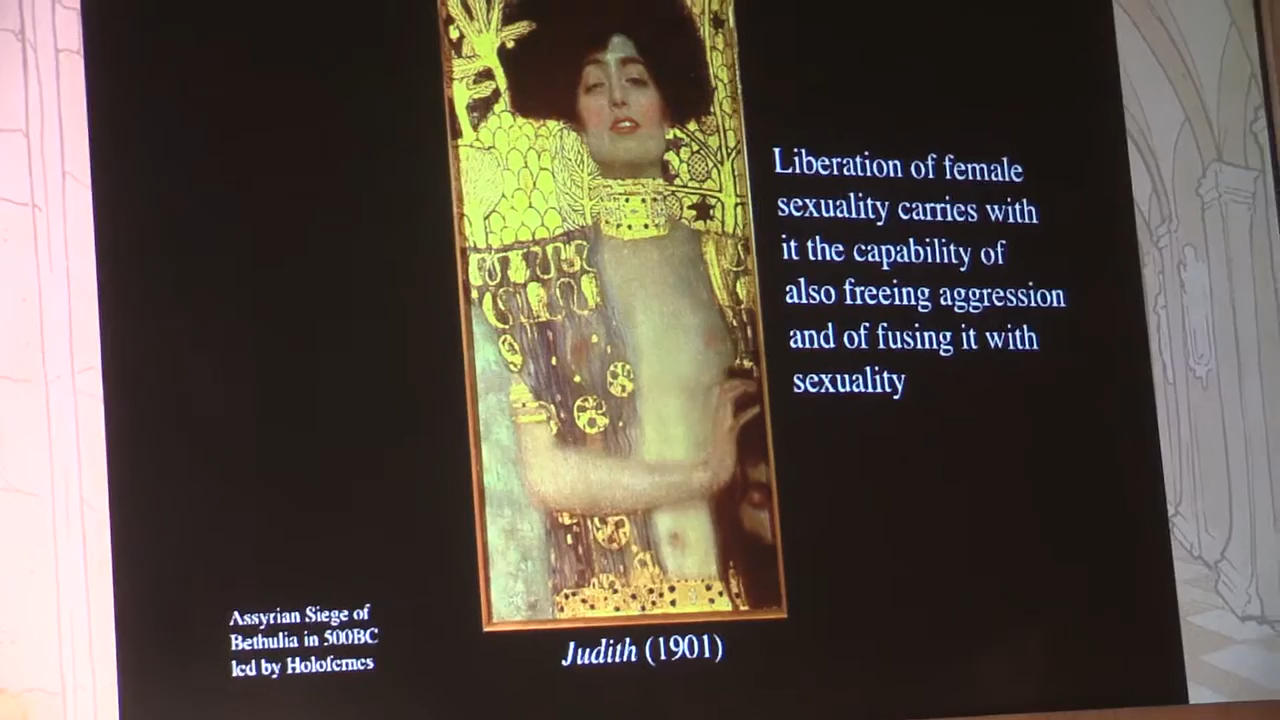 Liberation of female
sexuality carries with
it the capability of
also freeing aggression
and of fusing it with
sexuality
Assyrian Siege of
Bethulia in 500BC
led by Holofernes
Judith (1901)